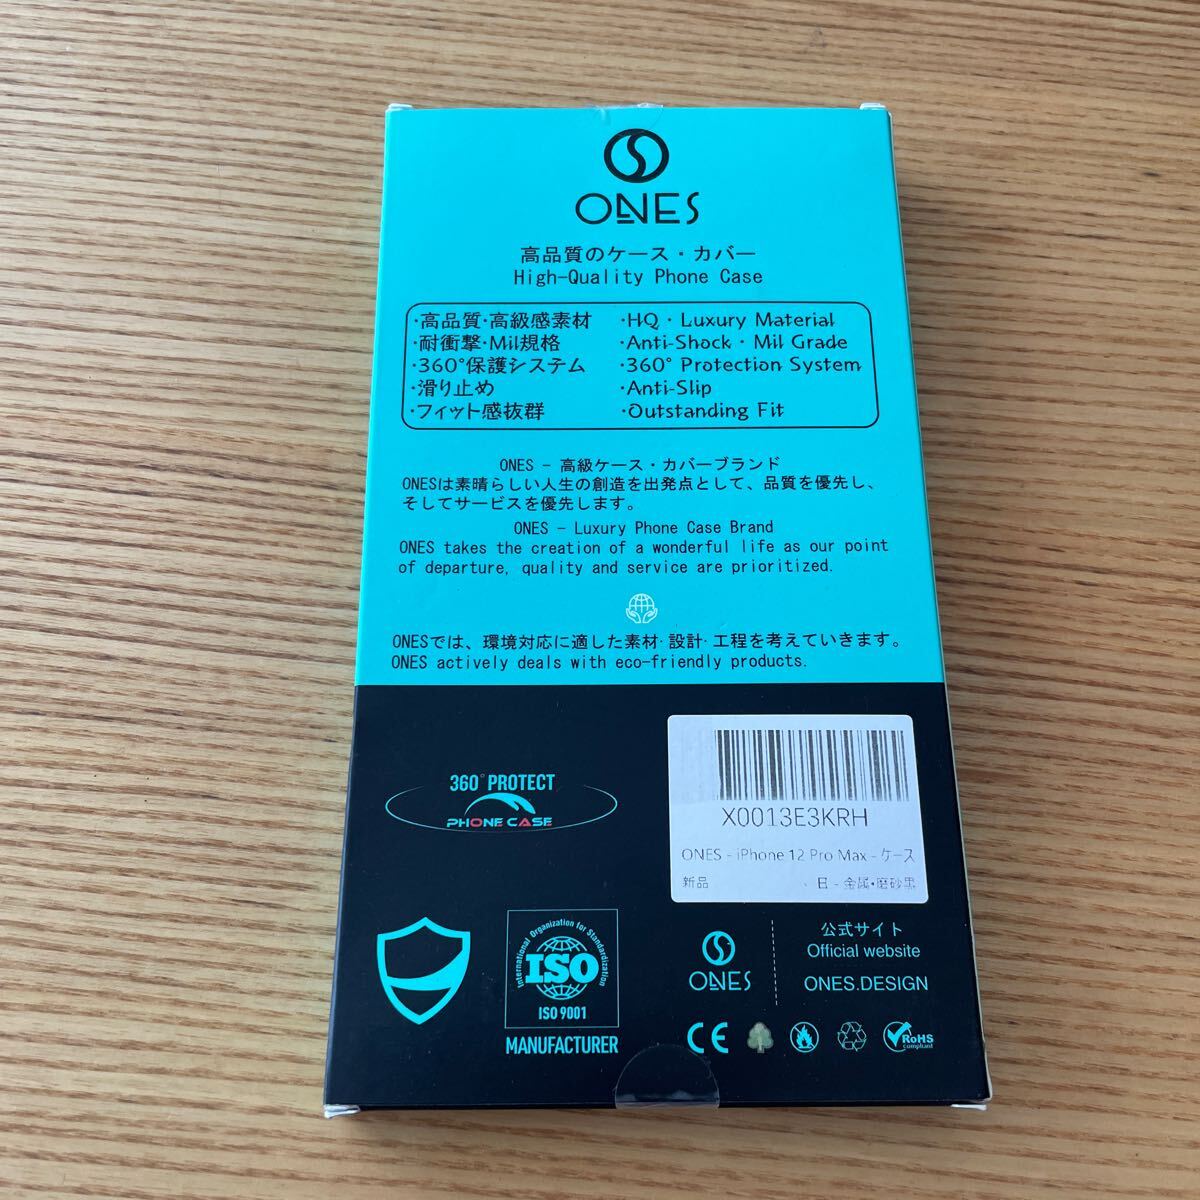 ONES
高品質のケース・カバー
High-Quality Phone Case
・高品質・高級感素材
・耐衝撃・Mil規格
・360°保護システム
・滑り止め
・フィット感抜群
・HQ・Luxury Material
・Anti-Shock・Mil Grade
・360° Protection System
・Anti-Slip
・Outstanding Fit
ONES - 高級ケース・カバーブランド
ONESは素晴らしい人生の創造を出発点として、品質を優先し、
そしてサービスを優先します。
ONES - Luxury Phone Case Brand
ONES takes the creation of a wonderful life as our point
of departure, quality and service are prioritized.
ONESでは、環境対応に適した素材・設計・工程を考えていきます。
ONES actively deals with eco-friendly products.
360° PROTECT
PHONE CASE
X0013E3KRH
ONES - iPhone 12 Pro Max - ケース
新品 、 E - 金属•磨砂黒
International Organization for Standardization
ISO
ISO 9001
MANUFACTURER
ONES
公式サイト
Official website
ONES.DESIGN
CE
RoHS
compliant